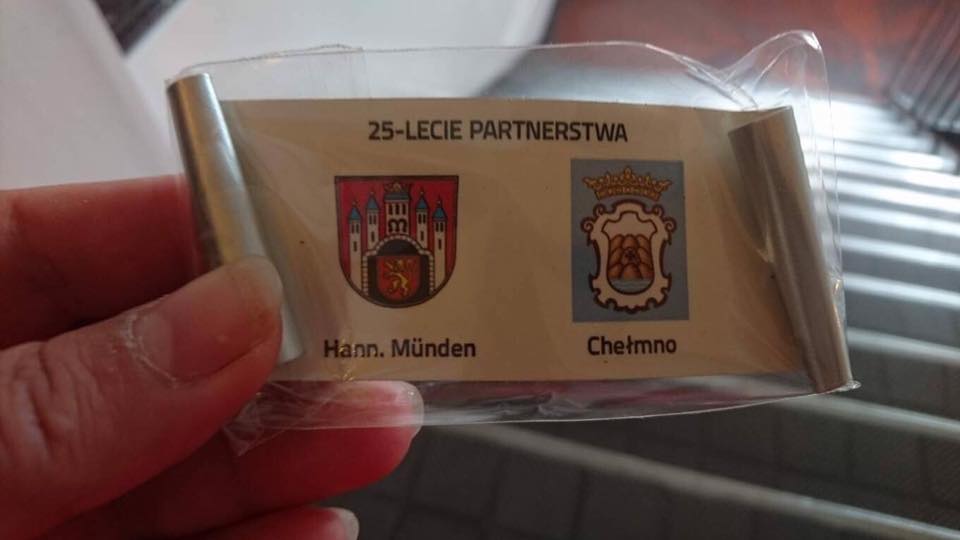 25-LECIE PARTNERSTWA
Hann. Münden
Chełmno